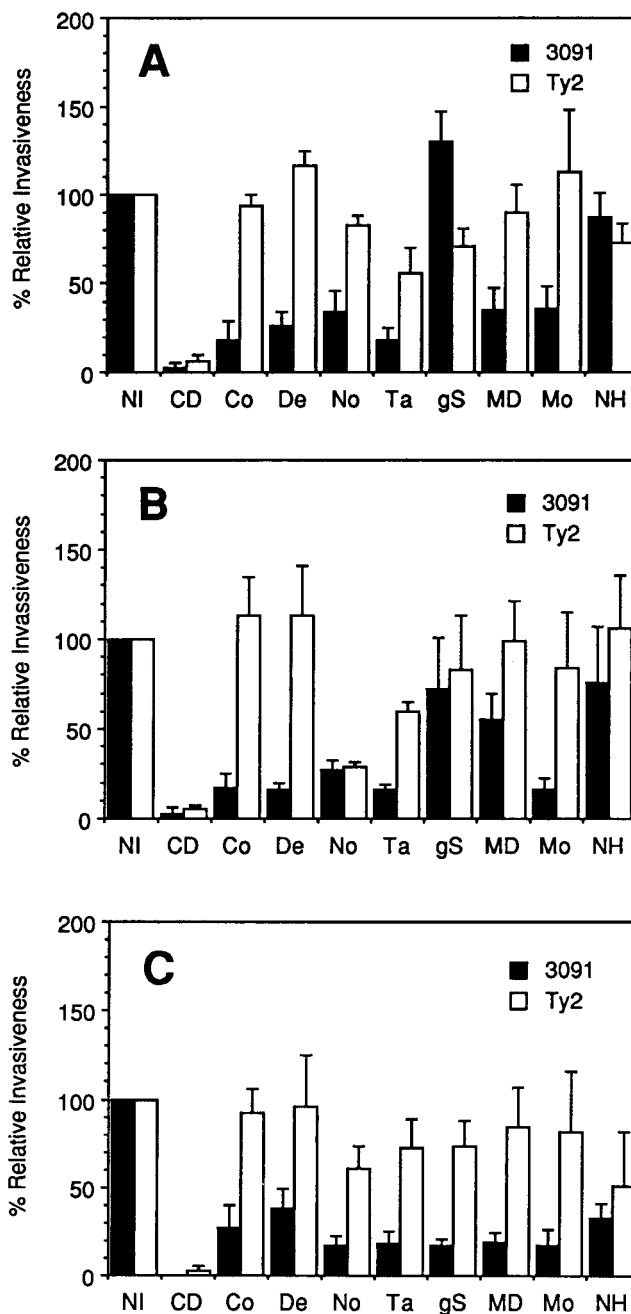 200
A
3091
Ty2
150
100
50
0
% Relative Invasiveness
NI CD Co De No Ta gS MD Mo NH
200
B
3091
Ty2
150
100
50
0
% Relative Invassiveness
NI CD Co De No Ta gS MD Mo NH
200
C
3091
Ty2
150
100
50
0
% Relative Invasiveness
NI CD Co De No Ta gS MD Mo NH